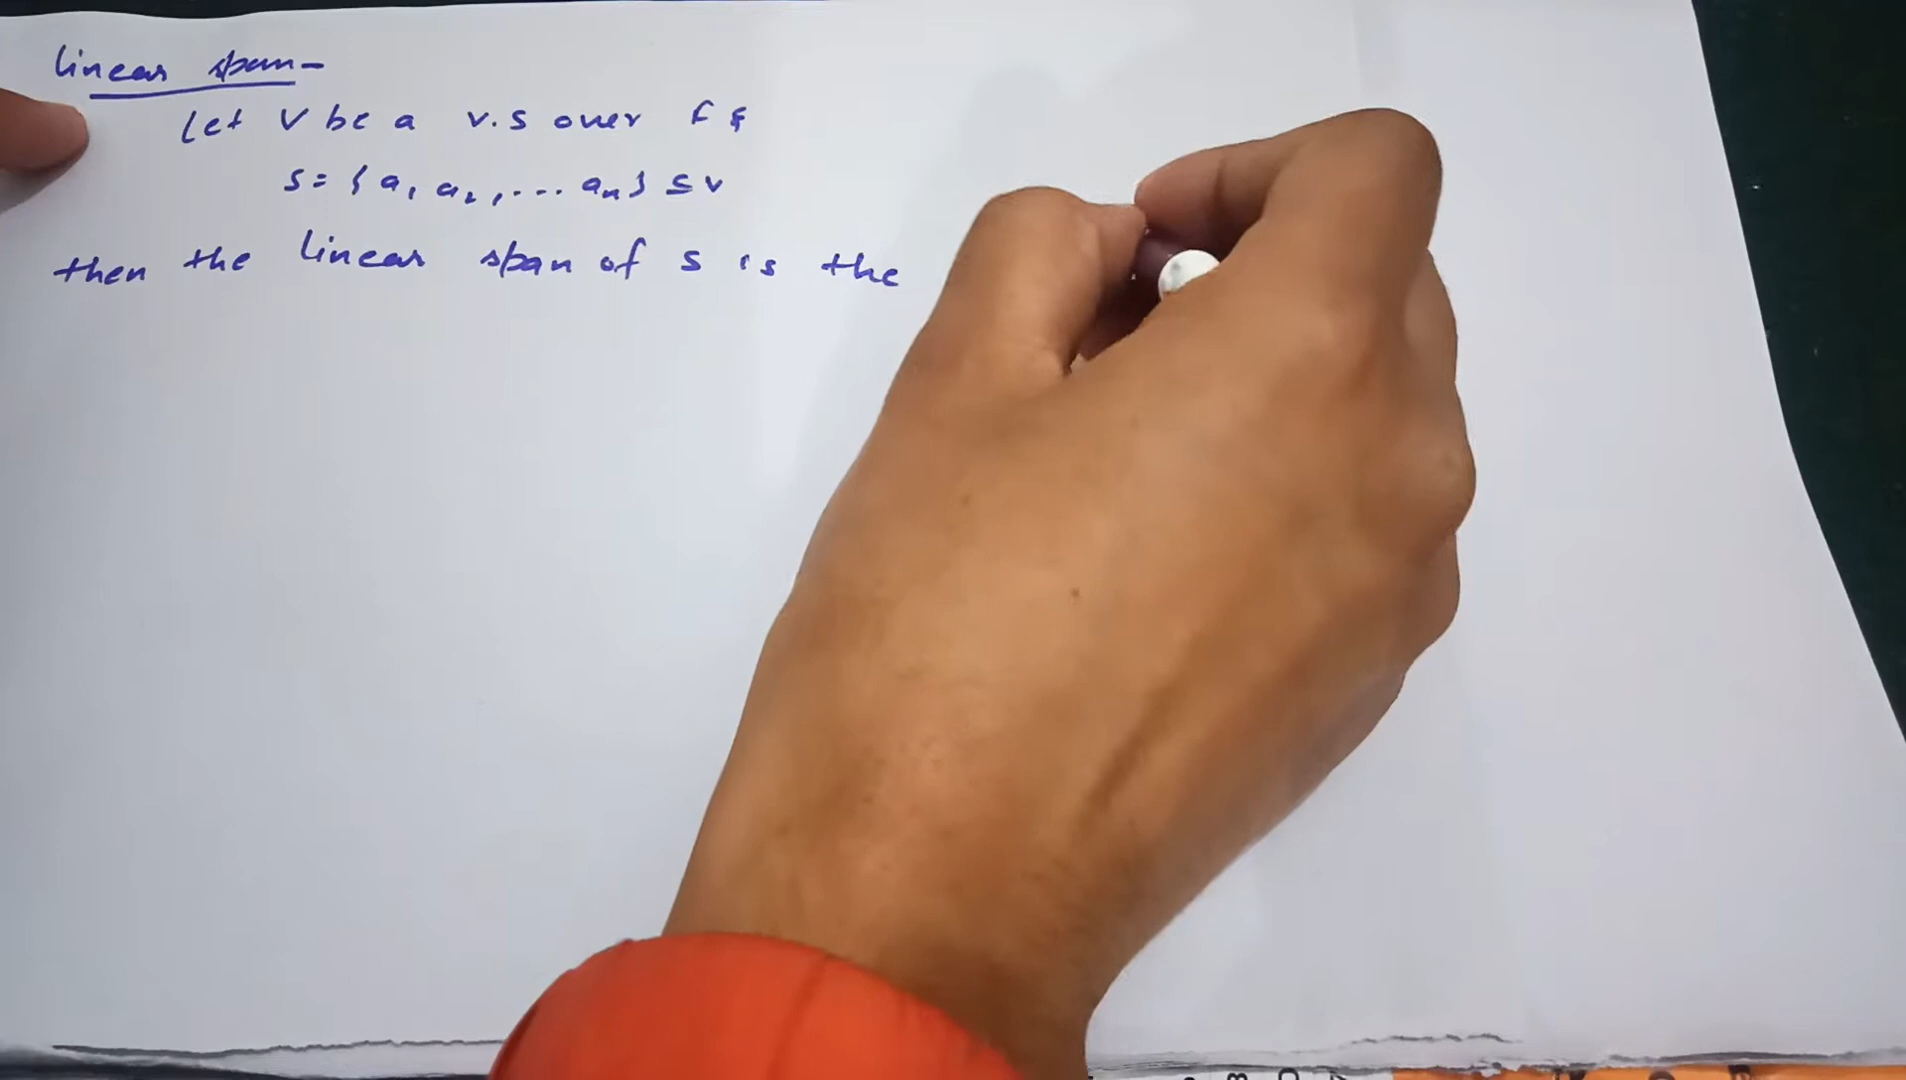 linear span-
Let V be a v.s over F &
S = { a1 a2, ... an } ⊆ V
then the linear span of S is the